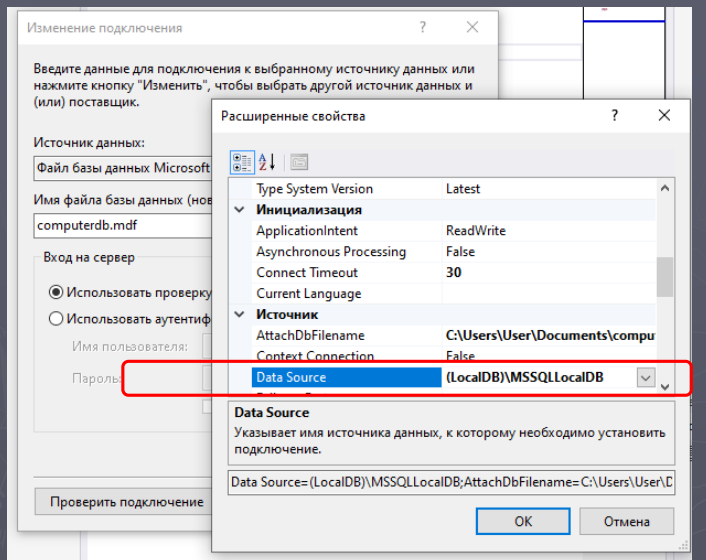 Изменение подключения
?
Введите данные для подключения к выбранному источнику данных или
нажмите кнопку "Изменить", чтобы выбрать другой источник данных и
(или) поставщик.
Источник данных:
Файл базы данных Microsoft
Имя файла базы данных (нов
computerdb.mdf
Вход на сервер
Использовать проверку
Использовать аутентиф
Имя пользователя:
Пароль:
Проверить подключение
Расширенные свойства
?
Type System Version Latest
Инициализация
ApplicationIntent ReadWrite
Asynchronous Processing False
Connect Timeout 30
Current Language
Источник
AttachDbFilename C:\Users\User\Documents\compu
Context Connection False
Data Source (LocalDB)\MSSQLLocalDB
Data Source
Указывает имя источника данных, к которому необходимо установить
подключение.
Data Source=(LocalDB)\MSSQLLocalDB;AttachDbFilename=C:\Users\User\D
OK Отмена